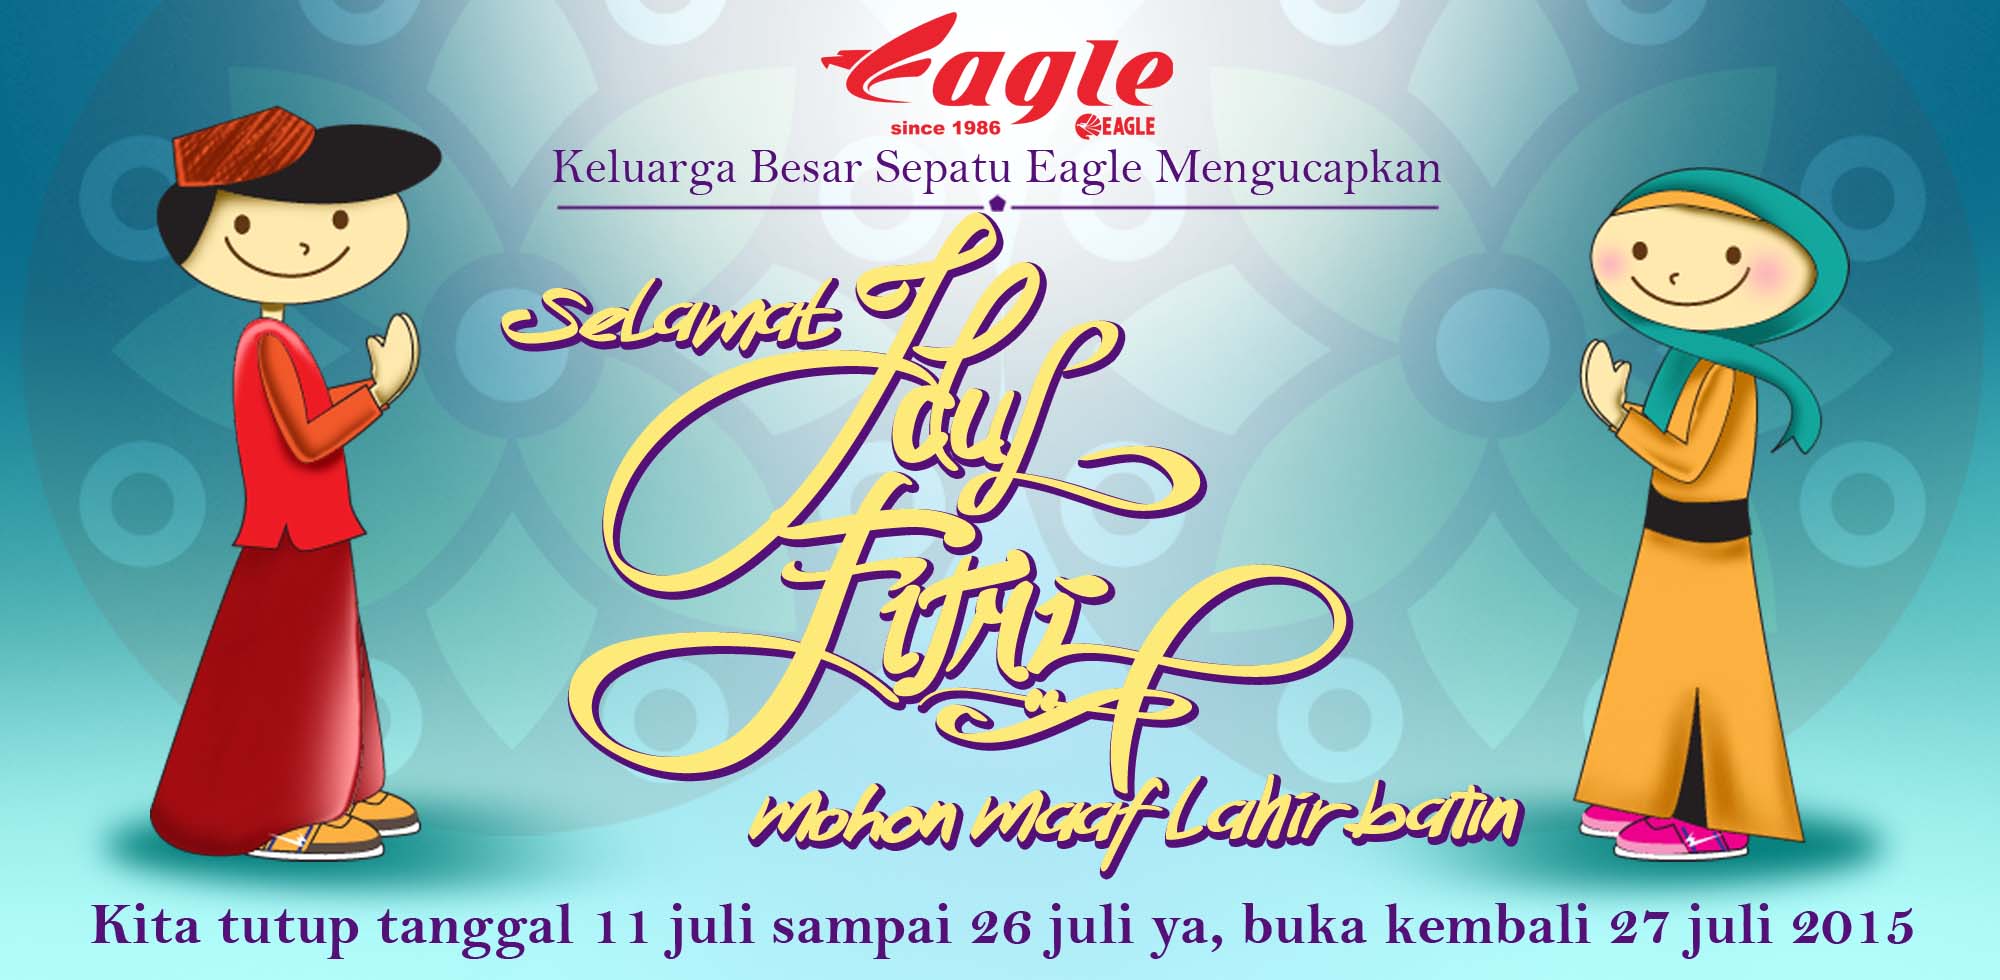 Eagle
since 1986
EAGLE
Keluarga Besar Sepatu Eagle Mengucapkan
Selamat
Idul
Fitri
Mohon Maaf Lahir batin
Kita tutup tanggal 11 juli sampai 26 juli ya, buka kembali 27 juli 2015